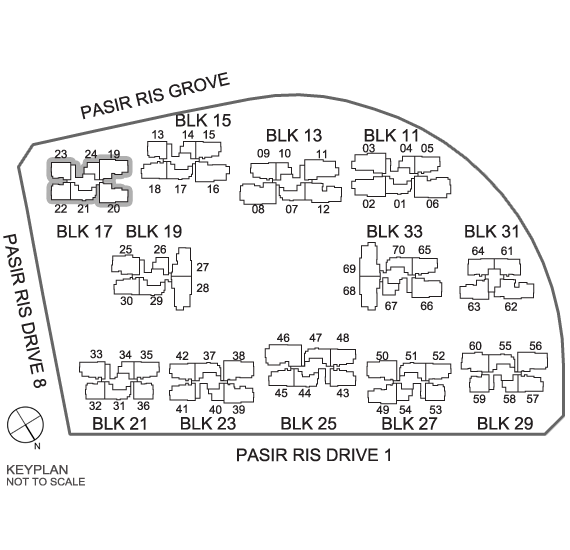 PASIR RIS GROVE
BLK 15
13 14 15
BLK 13
BLK 11
23 24 19
09 10 11
03 04 05
18 17 16
22 21 20
08 07 12
02 01 06
BLK 17
BLK 19
BLK 33
BLK 31
25 26
27
28
30 29
70 65
69
68
67 66
64 61
63 62
PASIR RIS DRIVE 8
33 34 35
42 37 38
46 47 48
50 51 52
60 55 56
32 31 36
41 40 39
45 44 43
49 54 53
59 58 57
BLK 21
BLK 23
BLK 25
BLK 27
BLK 29
N
PASIR RIS DRIVE 1
KEYPLAN
NOT TO SCALE